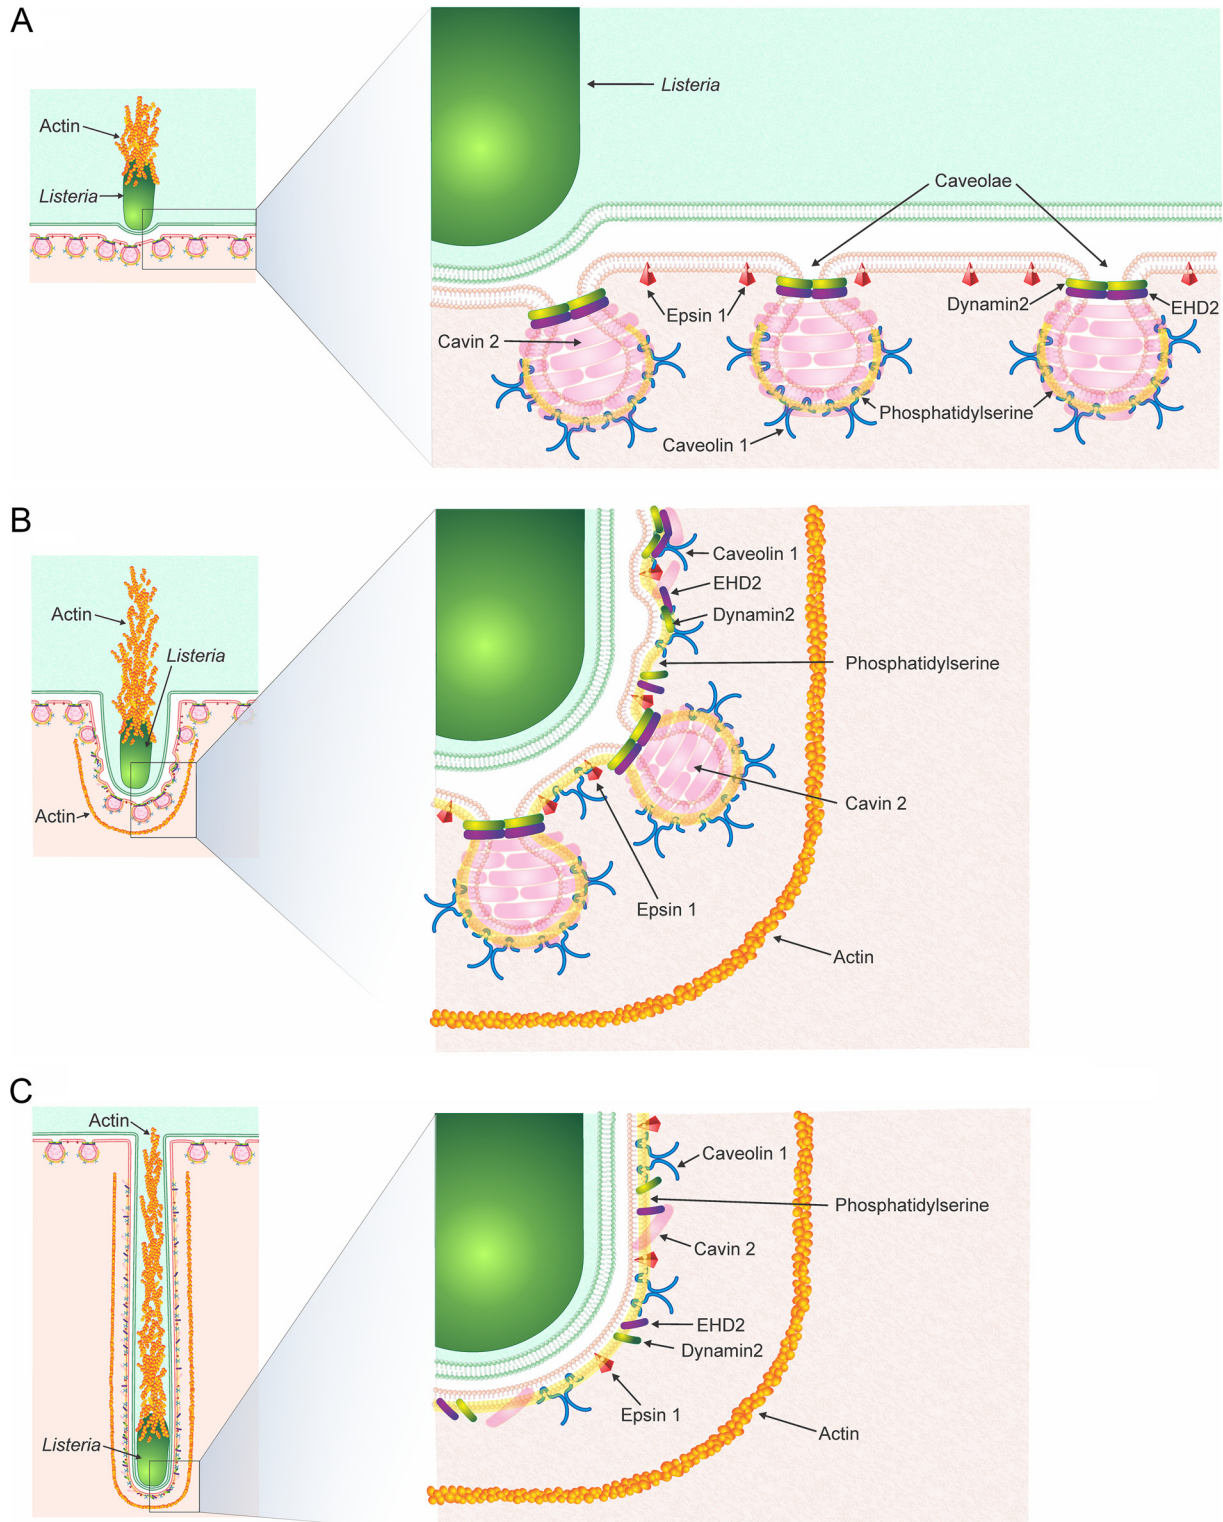 A
Actin
Listeria
Listeria
Caveolae
Epsin 1
Dynamin2
EHD2
Cavin 2
Phosphatidylserine
Caveolin 1
B
Actin
Listeria
Actin
Caveolin 1
EHD2
Dynamin2
Phosphatidylserine
Cavin 2
Epsin 1
Actin
C
Actin
Listeria
Caveolin 1
Phosphatidylserine
Cavin 2
EHD2
Dynamin2
Epsin 1
Actin